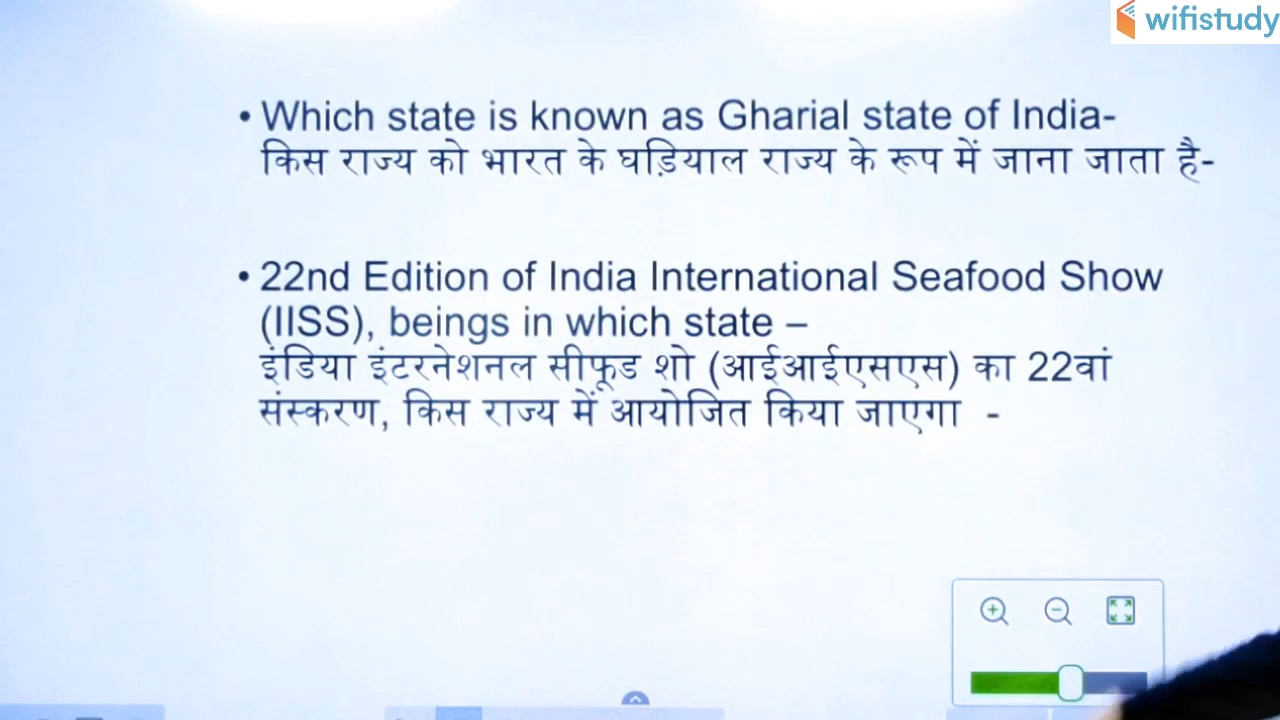 wifistudy
• Which state is known as Gharial state of India-
किस राज्य को भारत के घड़ियाल राज्य के रूप में जाना जाता है-
• 22nd Edition of India International Seafood Show
(IISS), beings in which state –
इंडिया इंटरनेशनल सीफूड शो (आईआईएसएस) का 22वां
संस्करण, किस राज्य में आयोजित किया जाएगा -